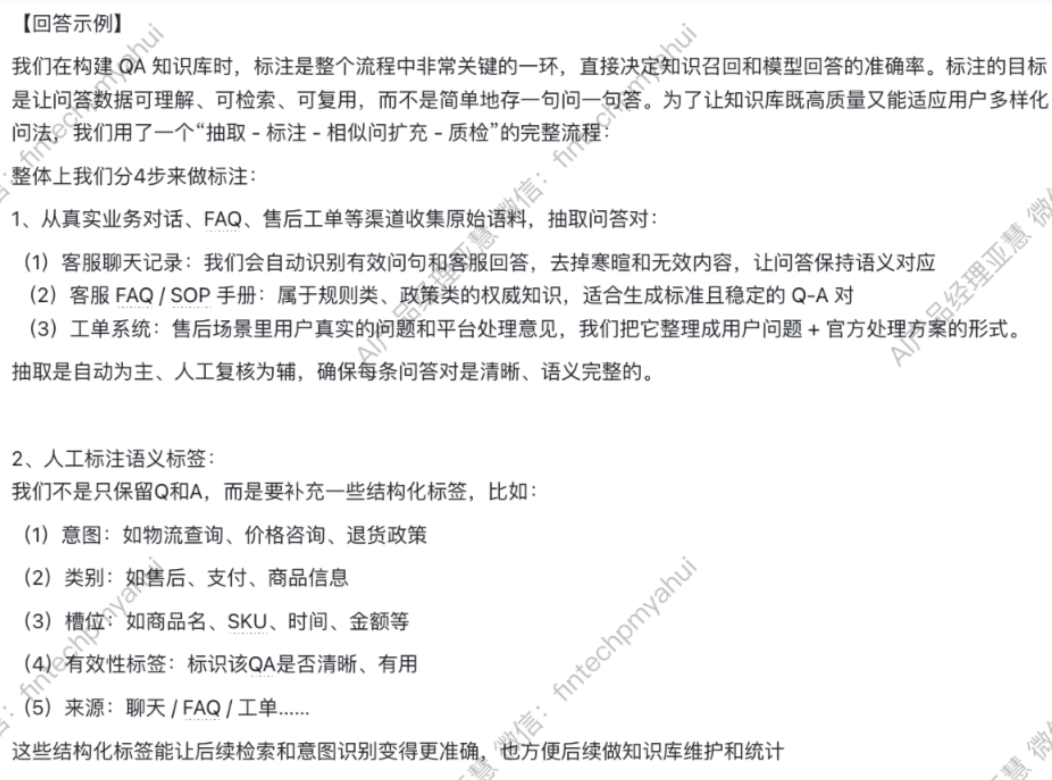 【回答示例】
我们在构建 QA 知识库时，标注是整个流程中非常关键的一环，直接决定知识召回和模型回答的准确率。标注的目标
是让问答数据可理解、可检索、可复用，而不是简单地存一句问一句答。为了让知识库既高质量又能适应用户多样化
问法，我们用了一个“抽取 - 标注 - 相似问扩充 - 质检”的完整流程：
整体上我们分4步来做标注：
1、从真实业务对话、FAQ、售后工单等渠道收集原始语料，抽取问答对：
（1）客服聊天记录：我们会自动识别有效问句和客服回答，去掉寒暄和无效内容，让问答保持语义对应
（2）客服 FAQ / SOP 手册：属于规则类、政策类的权威知识，适合生成标准且稳定的 Q-A 对
（3）工单系统：售后场景里用户真实的问题和平台处理意见，我们把它整理成用户问题 + 官方处理方案的形式。
抽取是自动为主、人工复核为辅，确保每条问答对是清晰、语义完整的。
2、人工标注语义标签：
我们不是只保留Q和A，而是要补充一些结构化标签，比如：
（1）意图：如物流查询、价格咨询、退货政策
（2）类别：如售后、支付、商品信息
（3）槽位：如商品名、SKU、时间、金额等
（4）有效性标签：标识该QA是否清晰、有用
（5）来源：聊天 / FAQ / 工单......
这些结构化标签能让后续检索和意图识别变得更准确，也方便后续做知识库维护和统计
AI产品经理亚慧 微信：fintechpmyahui